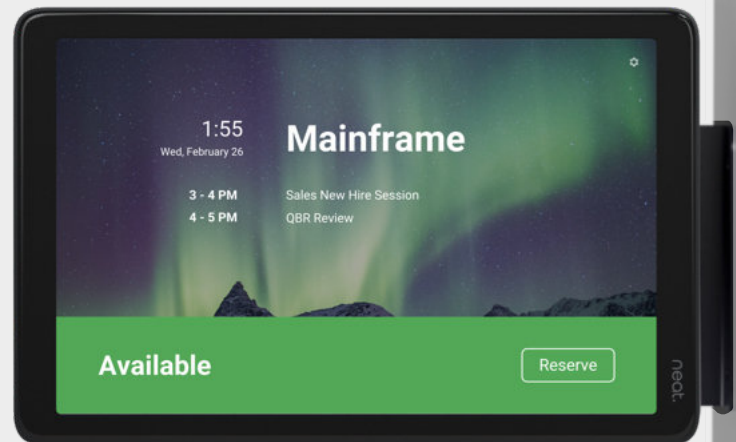 1:55
Wed, February 26
Mainframe
3 - 4 PM Sales New Hire Session
4 - 5 PM QBR Review
Available
Reserve
neat.